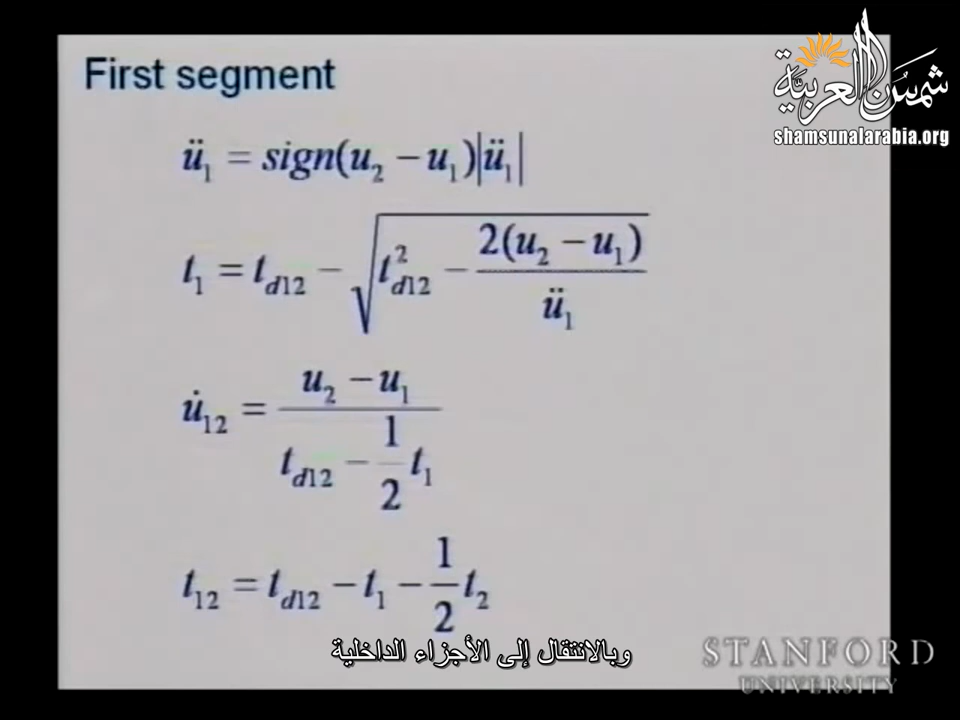 First segment
شمس العربية
shamsunalarabia.org
ü₁ = sign(u₂ − u₁)|ü₁|
t₁ = t_d12 − √(t²_d12 − 2(u₂ − u₁)/ü₁)
u̇₁₂ = (u₂ − u₁)/(t_d12 − ½t₁)
t₁₂ = t_d12 − t₁ − ½t₂
وبالانتقال إلى الأجزاء الداخلية
STANFORD
UNIVERSITY